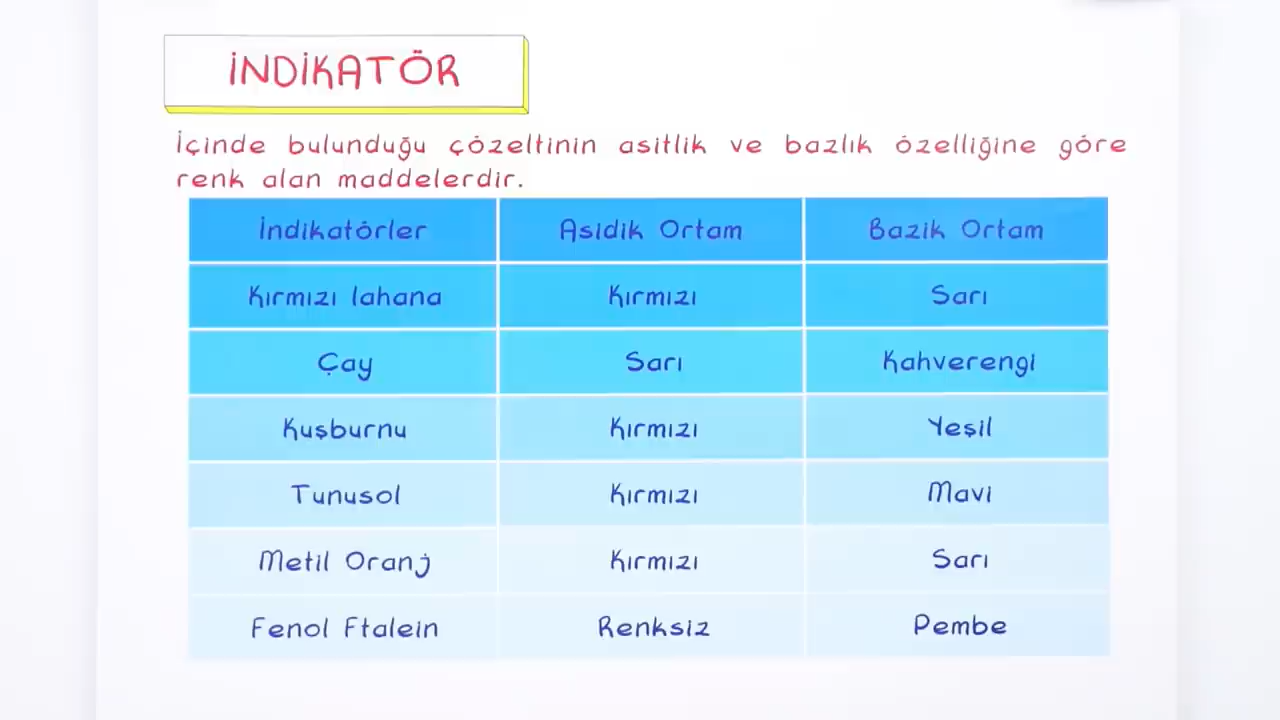 İNDİKATÖR
İçinde bulunduğu çözeltinin asitlik ve bazlık özelliğine göre
renk alan maddelerdir.
İndikatörler Asidik Ortam Bazik Ortam
Kırmızı lahana Kırmızı Sarı
Çay Sarı Kahverengi
Kuşburnu Kırmızı Yeşil
Tunusol Kırmızı Mavi
Metil Oranj Kırmızı Sarı
Fenol Ftalein Renksiz Pembe